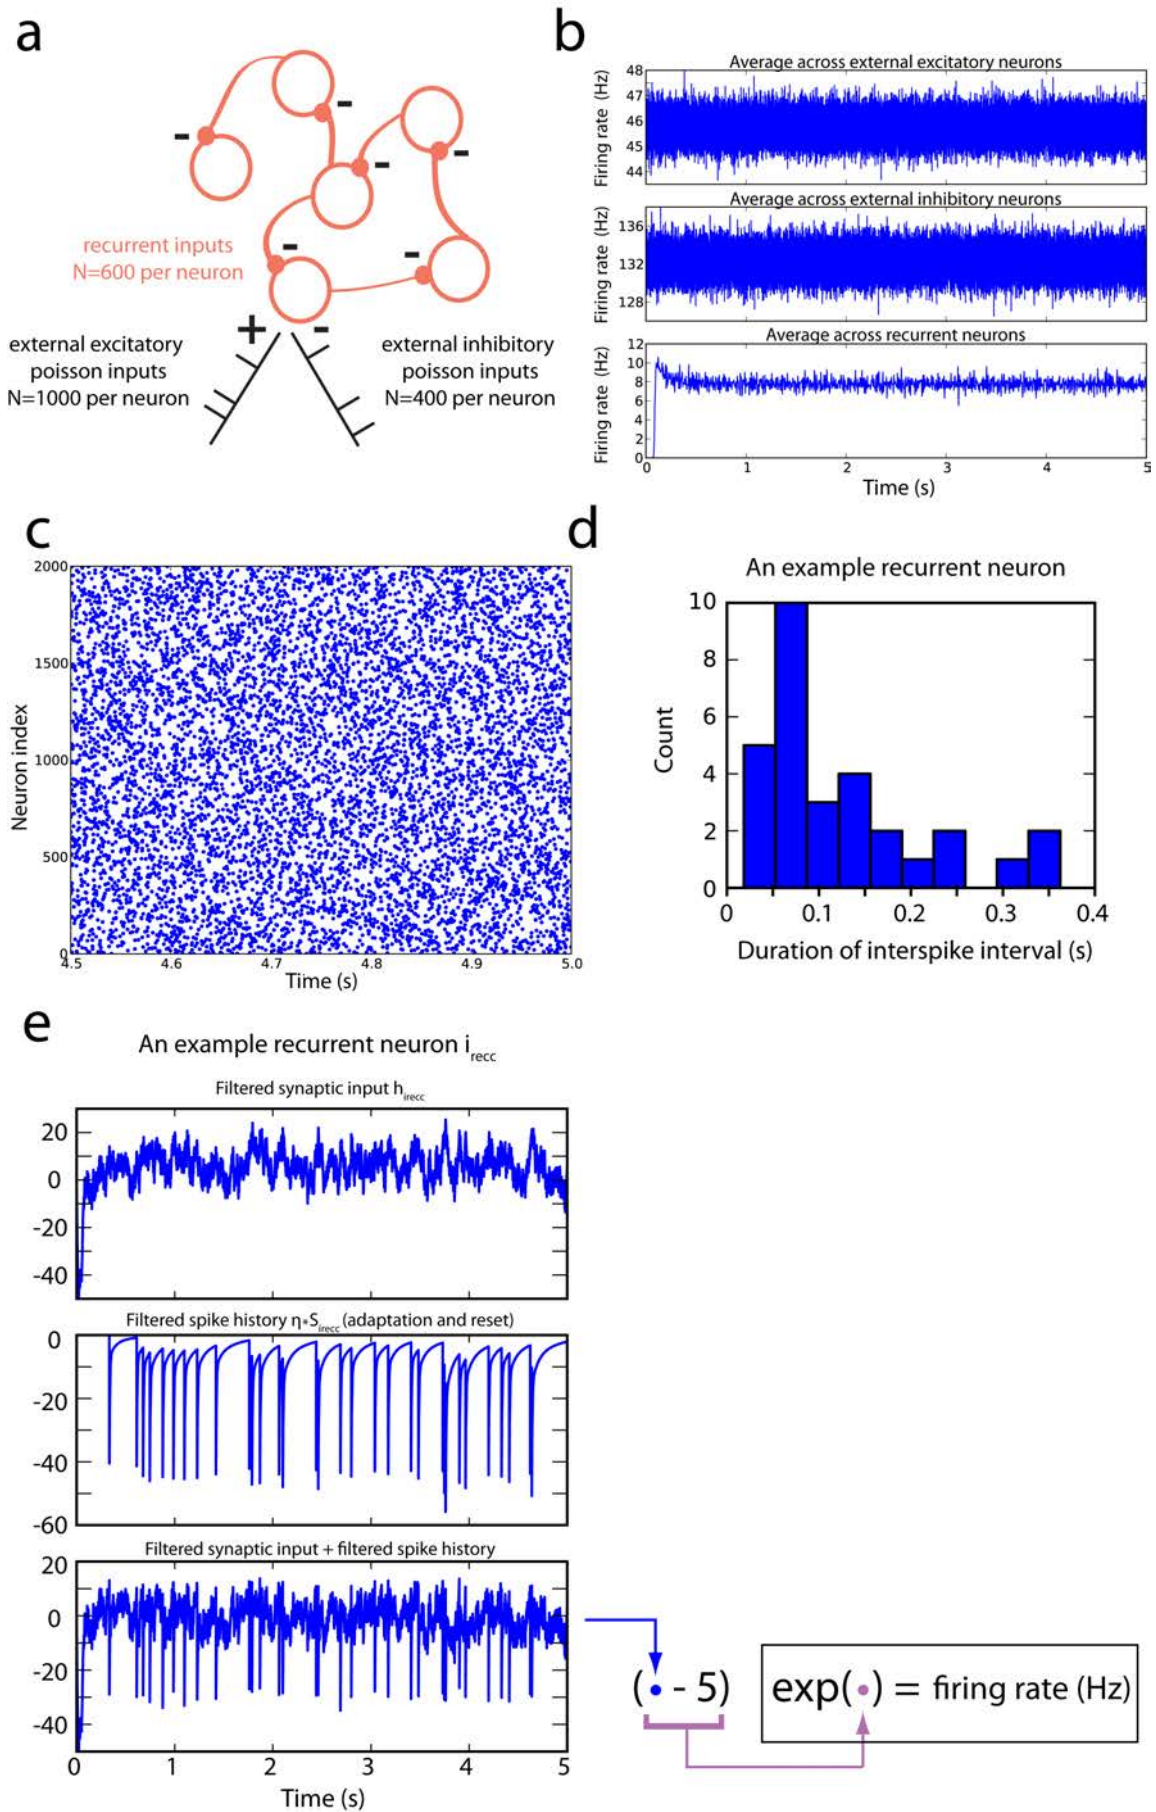 a
-
-
-
-
-
-
recurrent inputs
N=600 per neuron
+
-
external excitatory
poisson inputs
N=1000 per neuron
external inhibitory
poisson inputs
N=400 per neuron
b
Average across external excitatory neurons
Firing rate (Hz)
48
47
46
45
44
Average across external inhibitory neurons
Firing rate (Hz)
136
132
128
Average across recurrent neurons
Firing rate (Hz)
12
10
8
6
4
2
0
0 1 2 3 4 5
Time (s)
c
Neuron index
2000
1500
1000
500
0
4.5 4.6 4.7 4.8 4.9 5.0
Time (s)
d
An example recurrent neuron
Count
10
8
6
4
2
0
0 0.1 0.2 0.3 0.4
Duration of interspike interval (s)
e
An example recurrent neuron i_recc
Filtered synaptic input h_irecc
20
0
-20
-40
Filtered spike history η*S_irecc (adaptation and reset)
0
-20
-40
-60
Filtered synaptic input + filtered spike history
20
0
-20
-40
0 1 2 3 4 5
Time (s)
(• - 5)
exp(•) = firing rate (Hz)